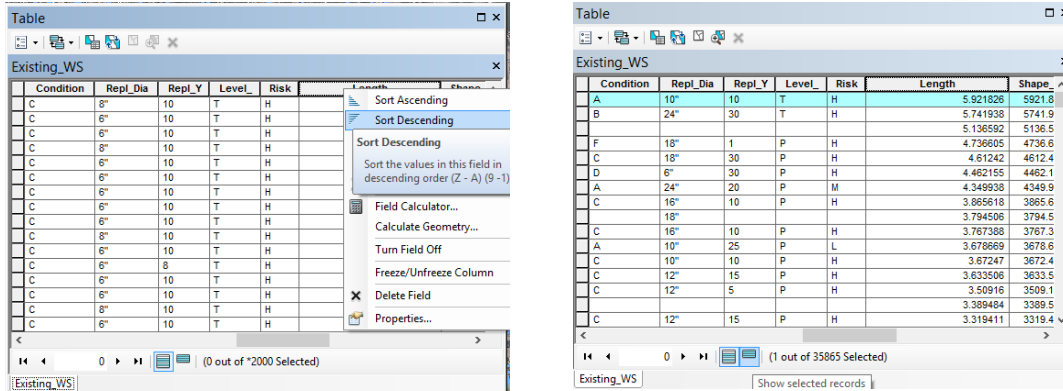 Table
Existing_WS
Condition Repl_Dia Repl_Y Level_ Risk Length Shape
C 8" 10 T H
C 6" 10 T H
C 6" 10 T H
C 8" 10 T H
C 6" 10 T H
C 6" 10 T H
C 6" 10 T H
C 6" 10 T H
C 6" 10 T H
C 8" 10 T H
C 6" 10 T H
C 6" 8 T H
C 6" 10 T H
C 6" 10 T H
C 8" 10 T H
C 6" 10 T H
Sort Ascending
Sort Descending
Sort Descending
Sort the values in this field in
descending order (Z - A) (9 -1)
Field Calculator...
Calculate Geometry...
Turn Field Off
Freeze/Unfreeze Column
Delete Field
Properties...
0 (0 out of *2000 Selected)
Existing_WS
Table
Existing_WS
Condition Repl_Dia Repl_Y Level_ Risk Length Shape_
A 10" 10 T H 5.921826 5921.8
B 24" 30 T H 5.741938 5741.9
5.136592 5136.5
F 18" 1 P H 4.736605 4736.6
C 18" 30 P H 4.61242 4612.4
D 6" 30 P H 4.462155 4462.1
A 24" 20 P M 4.349938 4349.9
C 16" 10 P H 3.865618 3865.6
18" 3.794506 3794.5
C 16" 10 P H 3.767388 3767.3
A 10" 25 P L 3.678669 3678.6
C 10" 10 P H 3.67247 3672.4
C 12" 15 P H 3.633506 3633.5
C 12" 5 P H 3.50916 3509.1
3.389484 3389.5
C 12" 15 P H 3.319411 3319.4
0 (1 out of 35865 Selected)
Existing_WS
Show selected records